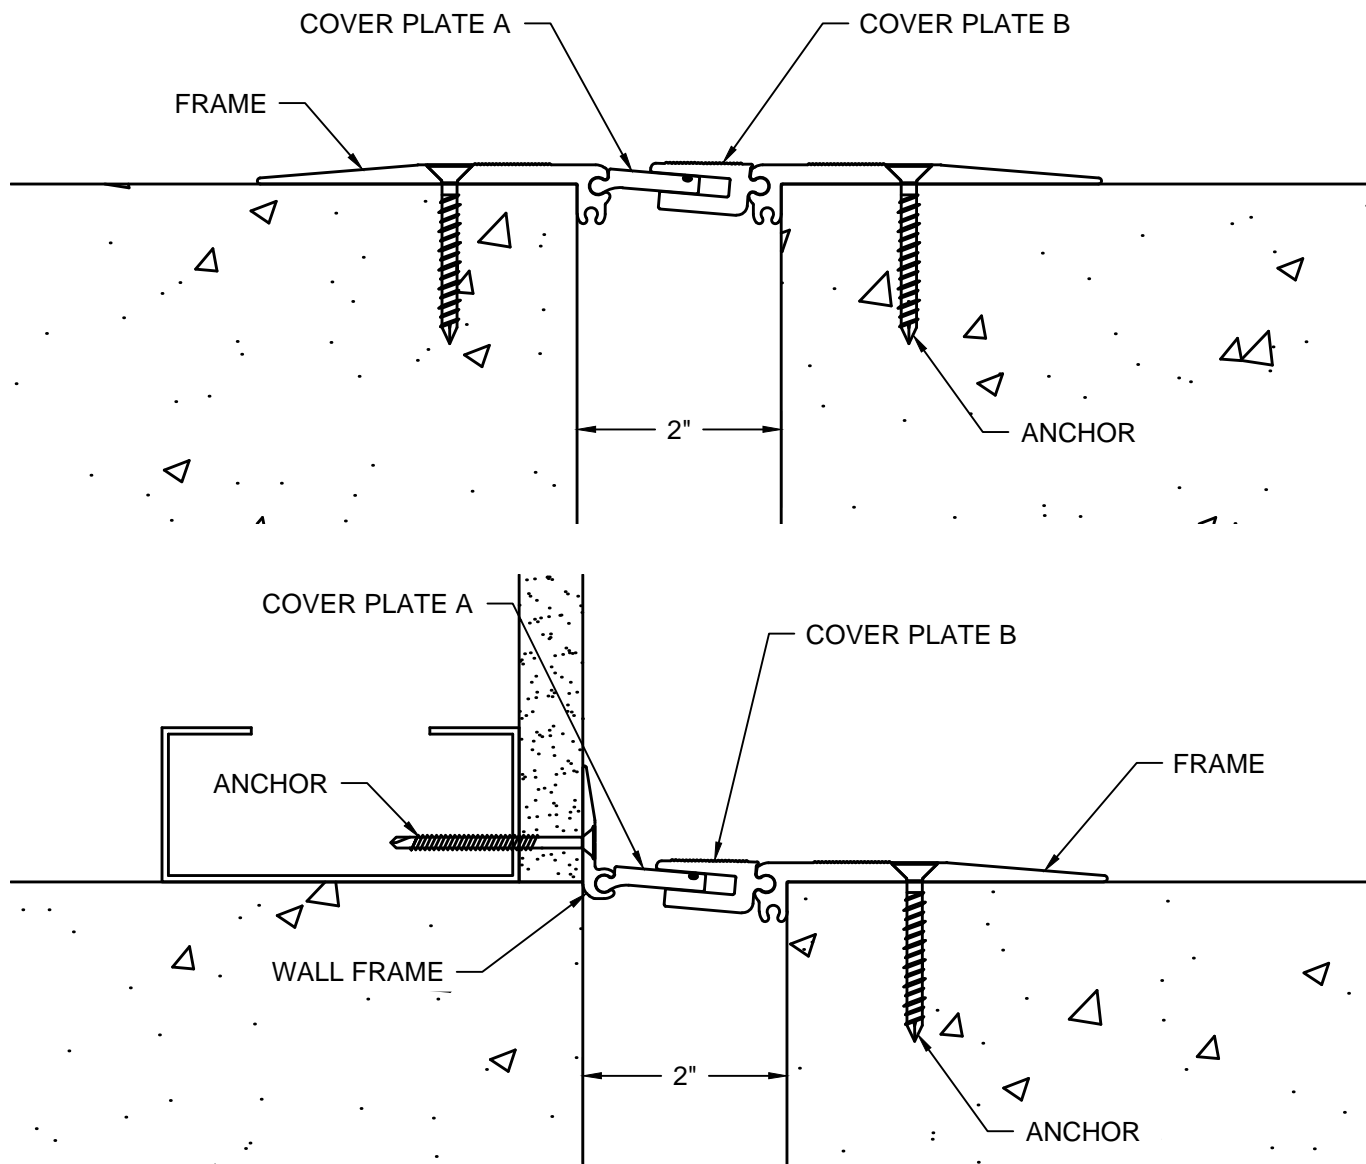 COVER PLATE A
COVER PLATE B
FRAME
2"
ANCHOR
COVER PLATE A
COVER PLATE B
ANCHOR
FRAME
WALL FRAME
2"
ANCHOR